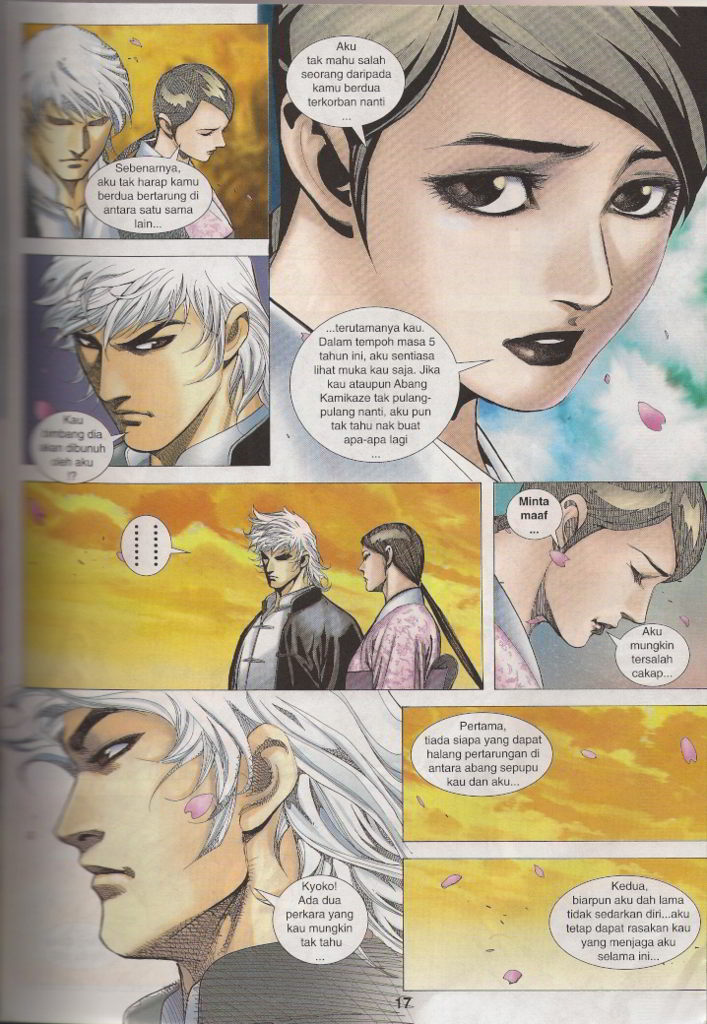 Sebenarnya,
aku tak harap kamu
berdua bertarung di
antara satu sama
lain...
Aku
tak mahu salah
seorang daripada
kamu berdua
terkorban nanti
...
...terutamanya kau.
Dalam tempoh masa 5
tahun ini, aku sentiasa
lihat muka kau saja. Jika
kau ataupun Abang
Kamikaze tak pulang-
pulang nanti, aku pun
tak tahu nak buat
apa-apa lagi
...
Kau
bimbang dia
akan dibunuh
oleh aku
!?
Minta
maaf
...
Aku
mungkin
tersalah
cakap...
Kyoko!
Ada dua
perkara yang
kau mungkin
tak tahu
...
Pertama,
tiada siapa yang dapat
halang pertarungan di
antara abang sepupu
kau dan aku...
Kedua,
biarpun aku dah lama
tidak sedarkan diri...aku
tetap dapat rasakan kau
yang menjaga aku
selama ini...
17